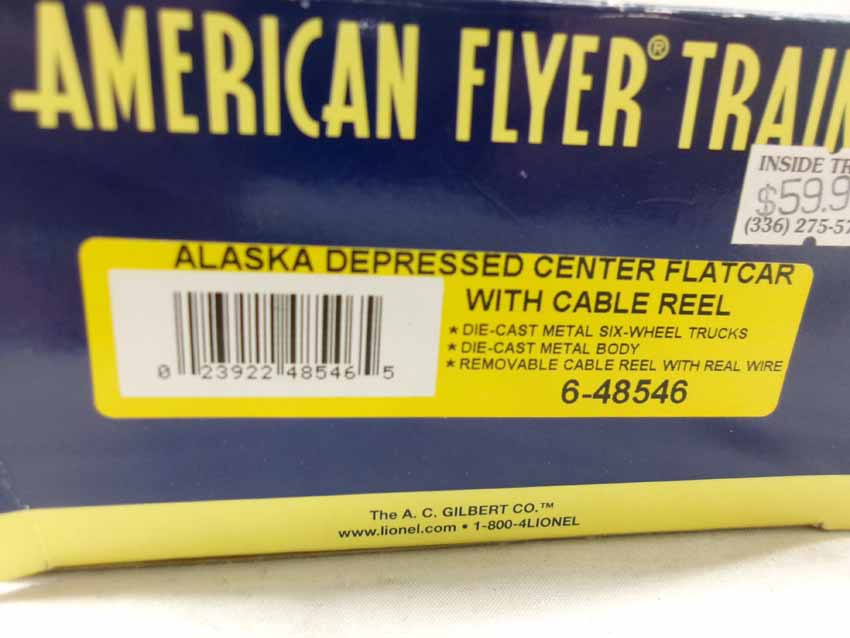 AMERICAN FLYER® TRAIN
INSIDE TR
$59.9
(336) 275-57
ALASKA DEPRESSED CENTER FLATCAR
WITH CABLE REEL
★ DIE-CAST METAL SIX-WHEEL TRUCKS
★ DIE-CAST METAL BODY
★ REMOVABLE CABLE REEL WITH REAL WIRE
6-48546
0 23922 48546 5
The A. C. GILBERT CO.™
www.lionel.com • 1-800-4LIONEL